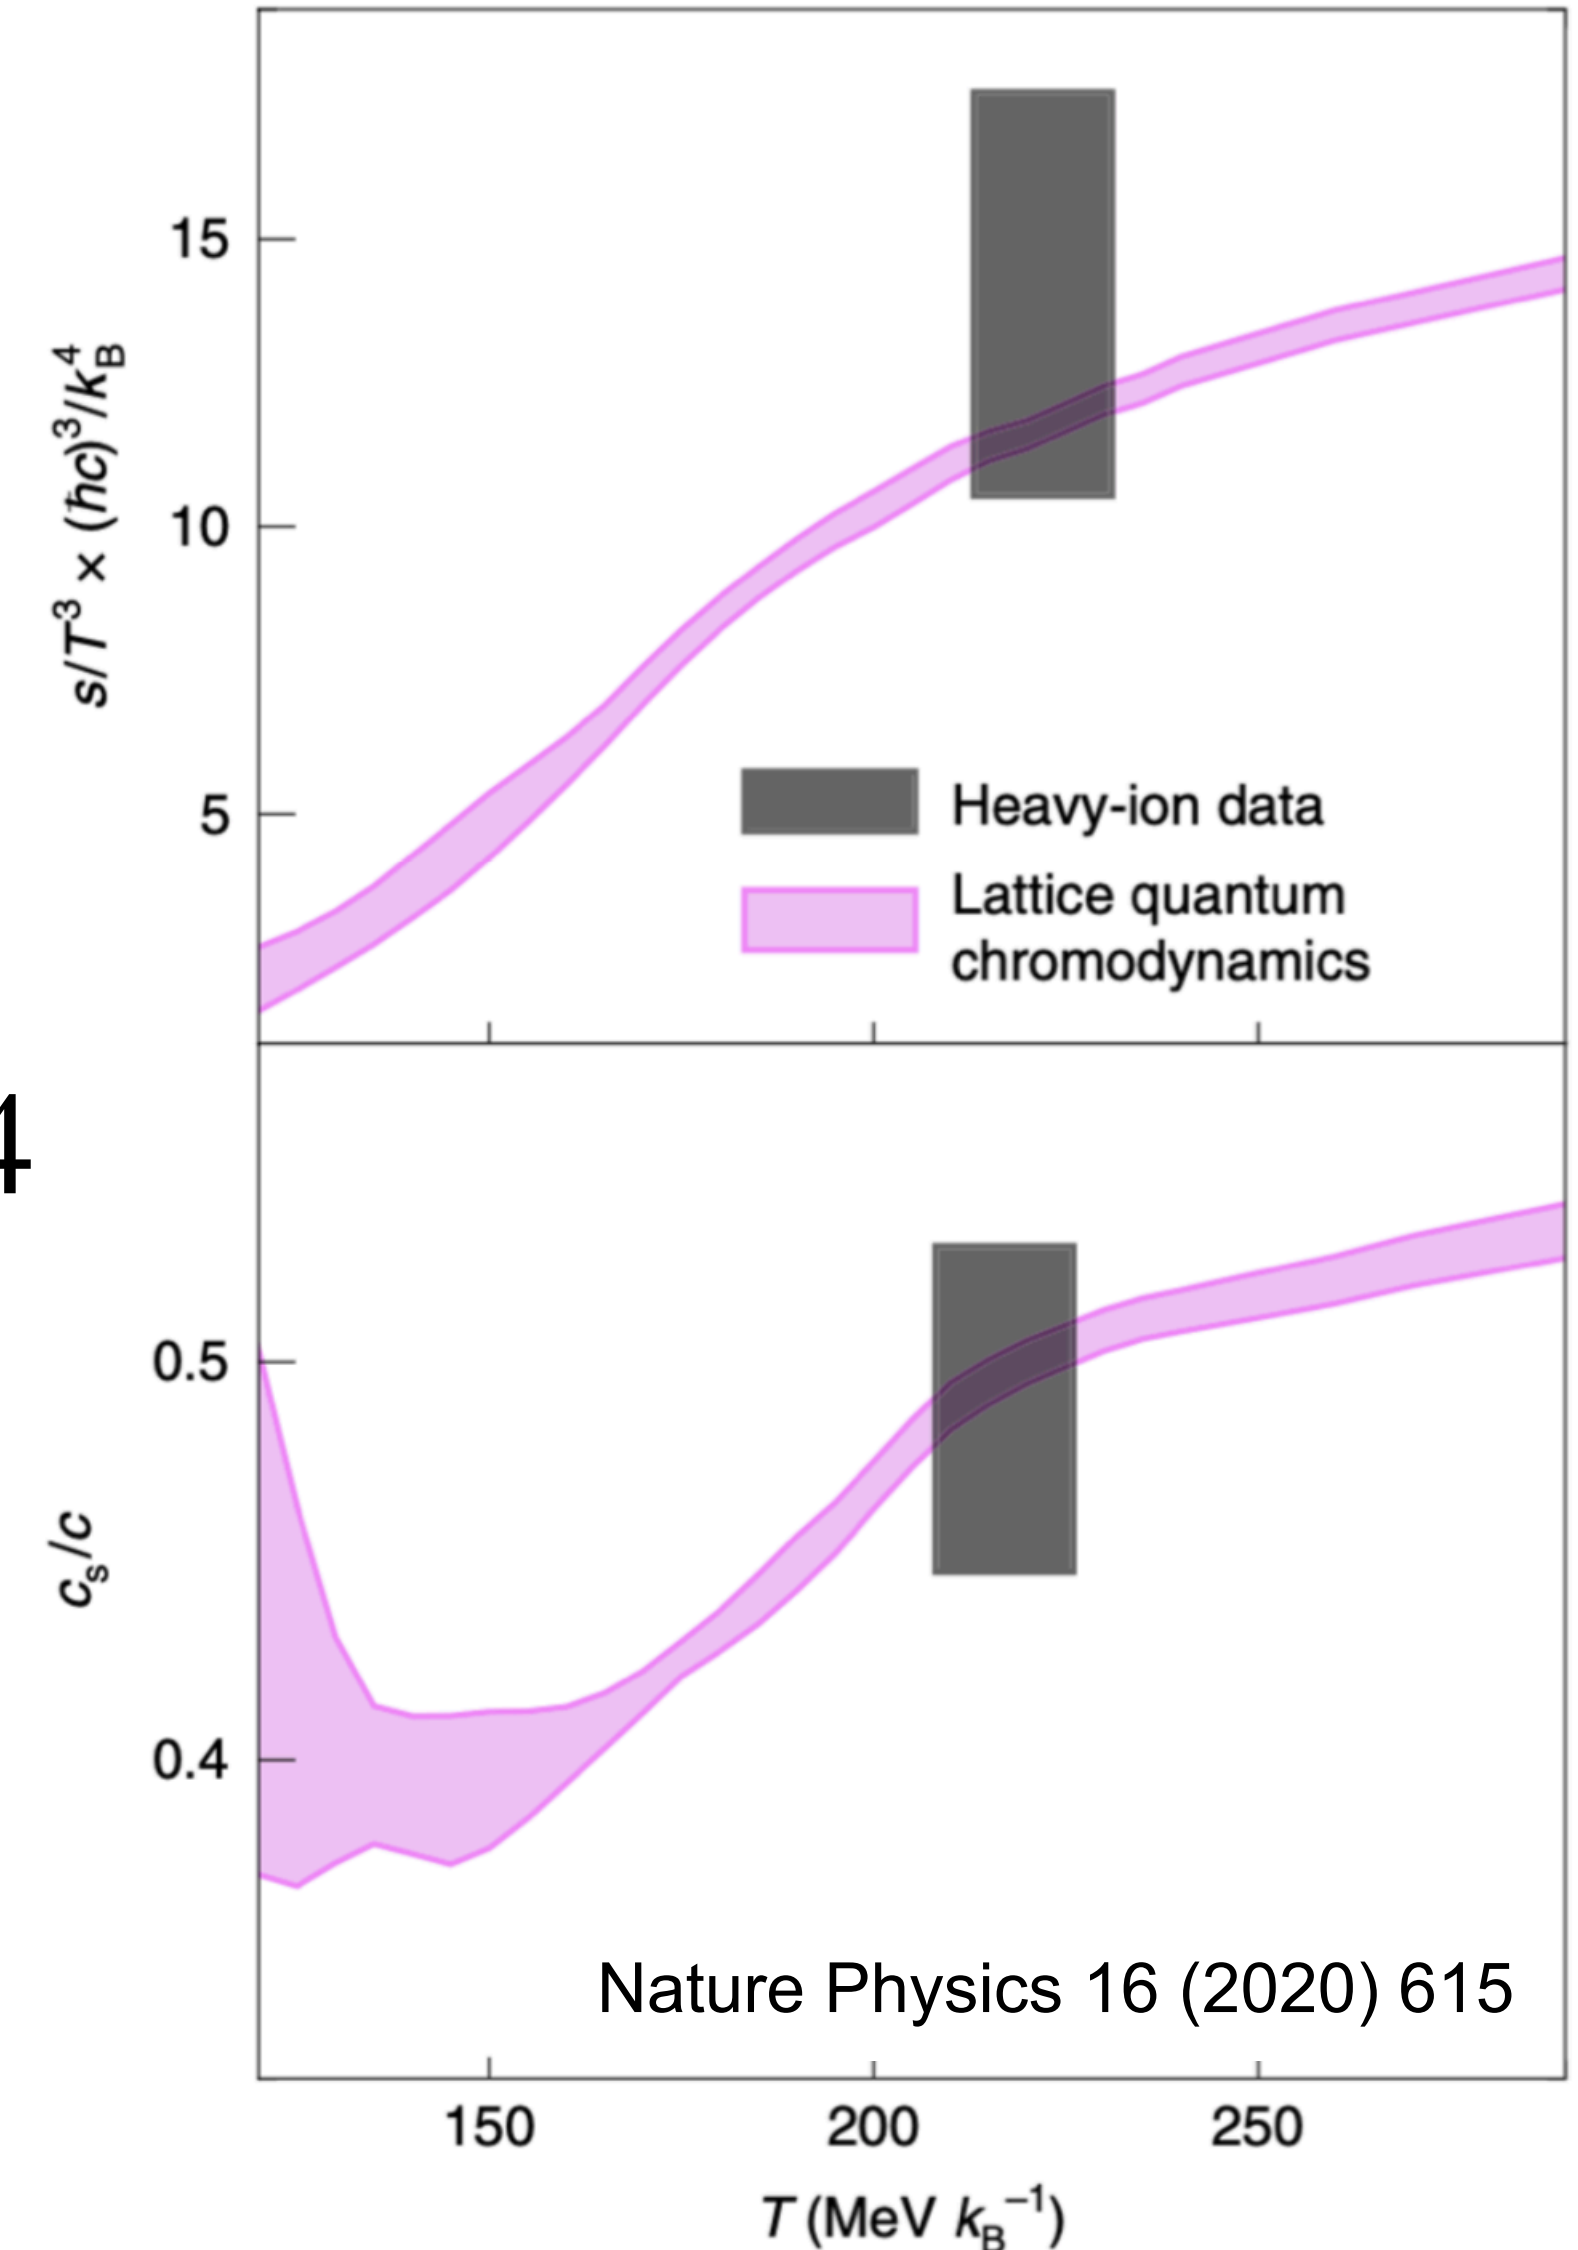 15
10
5
s/T³ × (ħc)³/k_B⁴
Heavy-ion data
Lattice quantum
chromodynamics
4
0.5
0.4
cₛ/c
Nature Physics 16 (2020) 615
150 200 250
T (MeV k_B⁻¹)